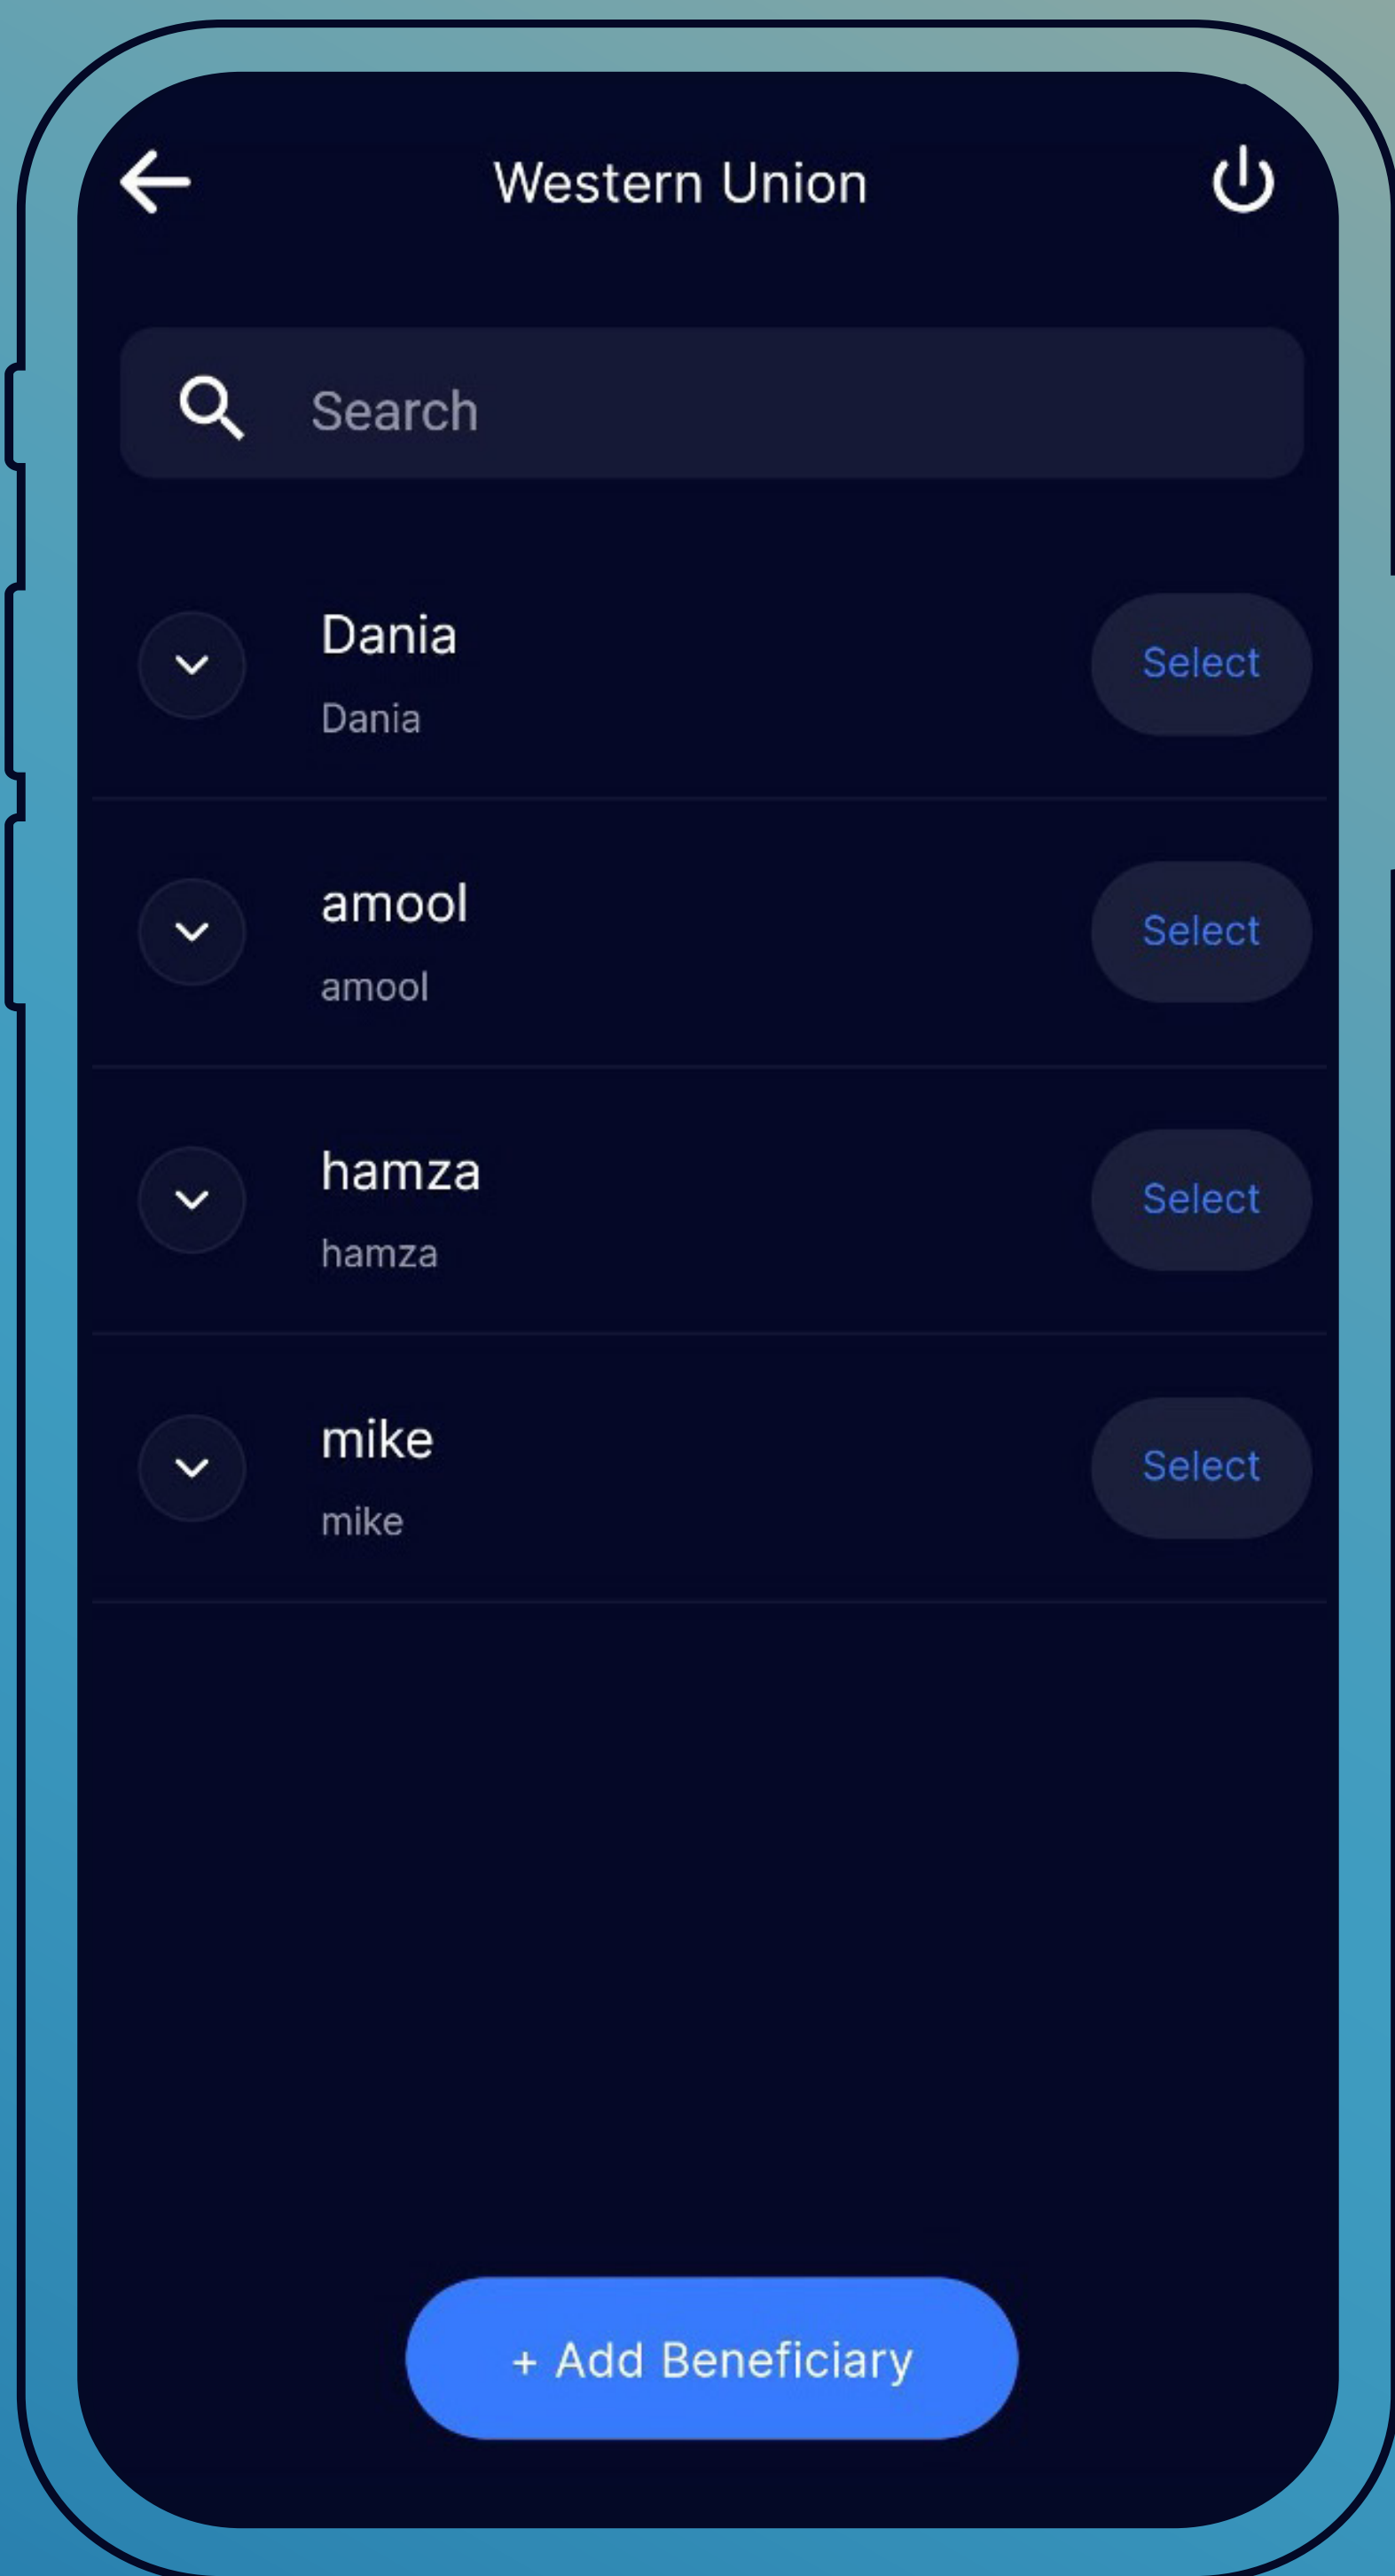 Western Union
Search
Dania
Dania
Select
amool
amool
Select
hamza
hamza
Select
mike
mike
Select
+ Add Beneficiary